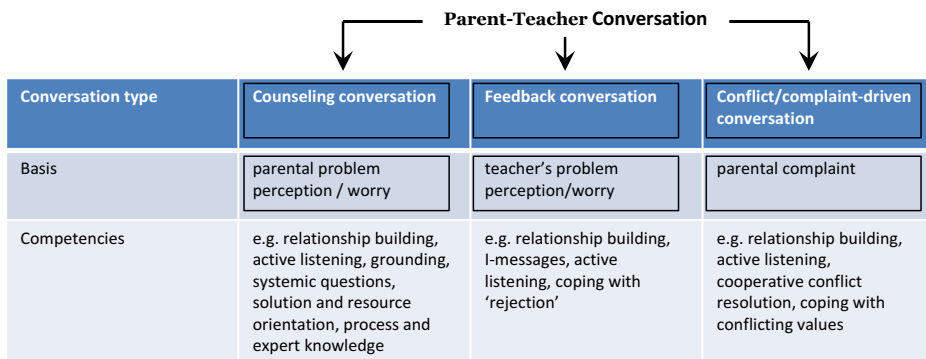 Parent-Teacher Conversation
Conversation type
Counseling conversation
Feedback conversation
Conflict/complaint-driven
conversation
Basis
parental problem
perception / worry
teacher's problem
perception/worry
parental complaint
Competencies
e.g. relationship building,
active listening, grounding,
systemic questions,
solution and resource
orientation, process and
expert knowledge
e.g. relationship building,
I-messages, active
listening, coping with
‘rejection’
e.g. relationship building,
active listening,
cooperative conflict
resolution, coping with
conflicting values